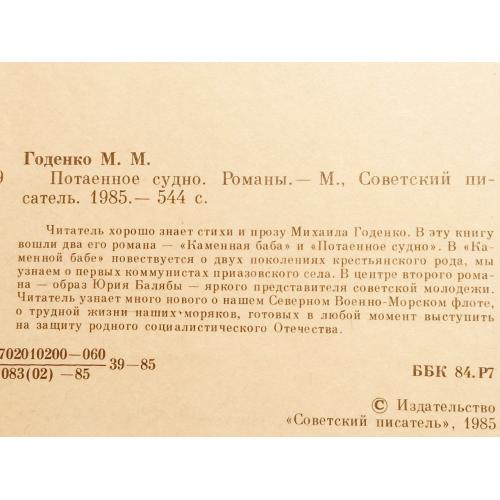 Годенко М. М.
9 Потаенное судно. Романы.— М., Советский пи-
сатель. 1985.— 544 с.
Читатель хорошо знает стихи и прозу Михаила Годенко. В эту книгу
вошли два его романа — «Каменная баба» и «Потаенное судно». В «Ка-
менной бабе» повествуется о двух поколениях крестьянского рода, мы
узнаем о первых коммунистах приазовского села. В центре второго рома-
на — образ Юрия Балябы — яркого представителя советской молодежи.
Читатель узнает много нового о нашем Северном Военно-Морском флоте,
о трудной жизни наших моряков, готовых в любой момент выступить
на защиту родного социалистического Отечества.
702010200—060
083(02) —85
39—85
ББК 84.Р7
© Издательство
«Советский писатель», 1985